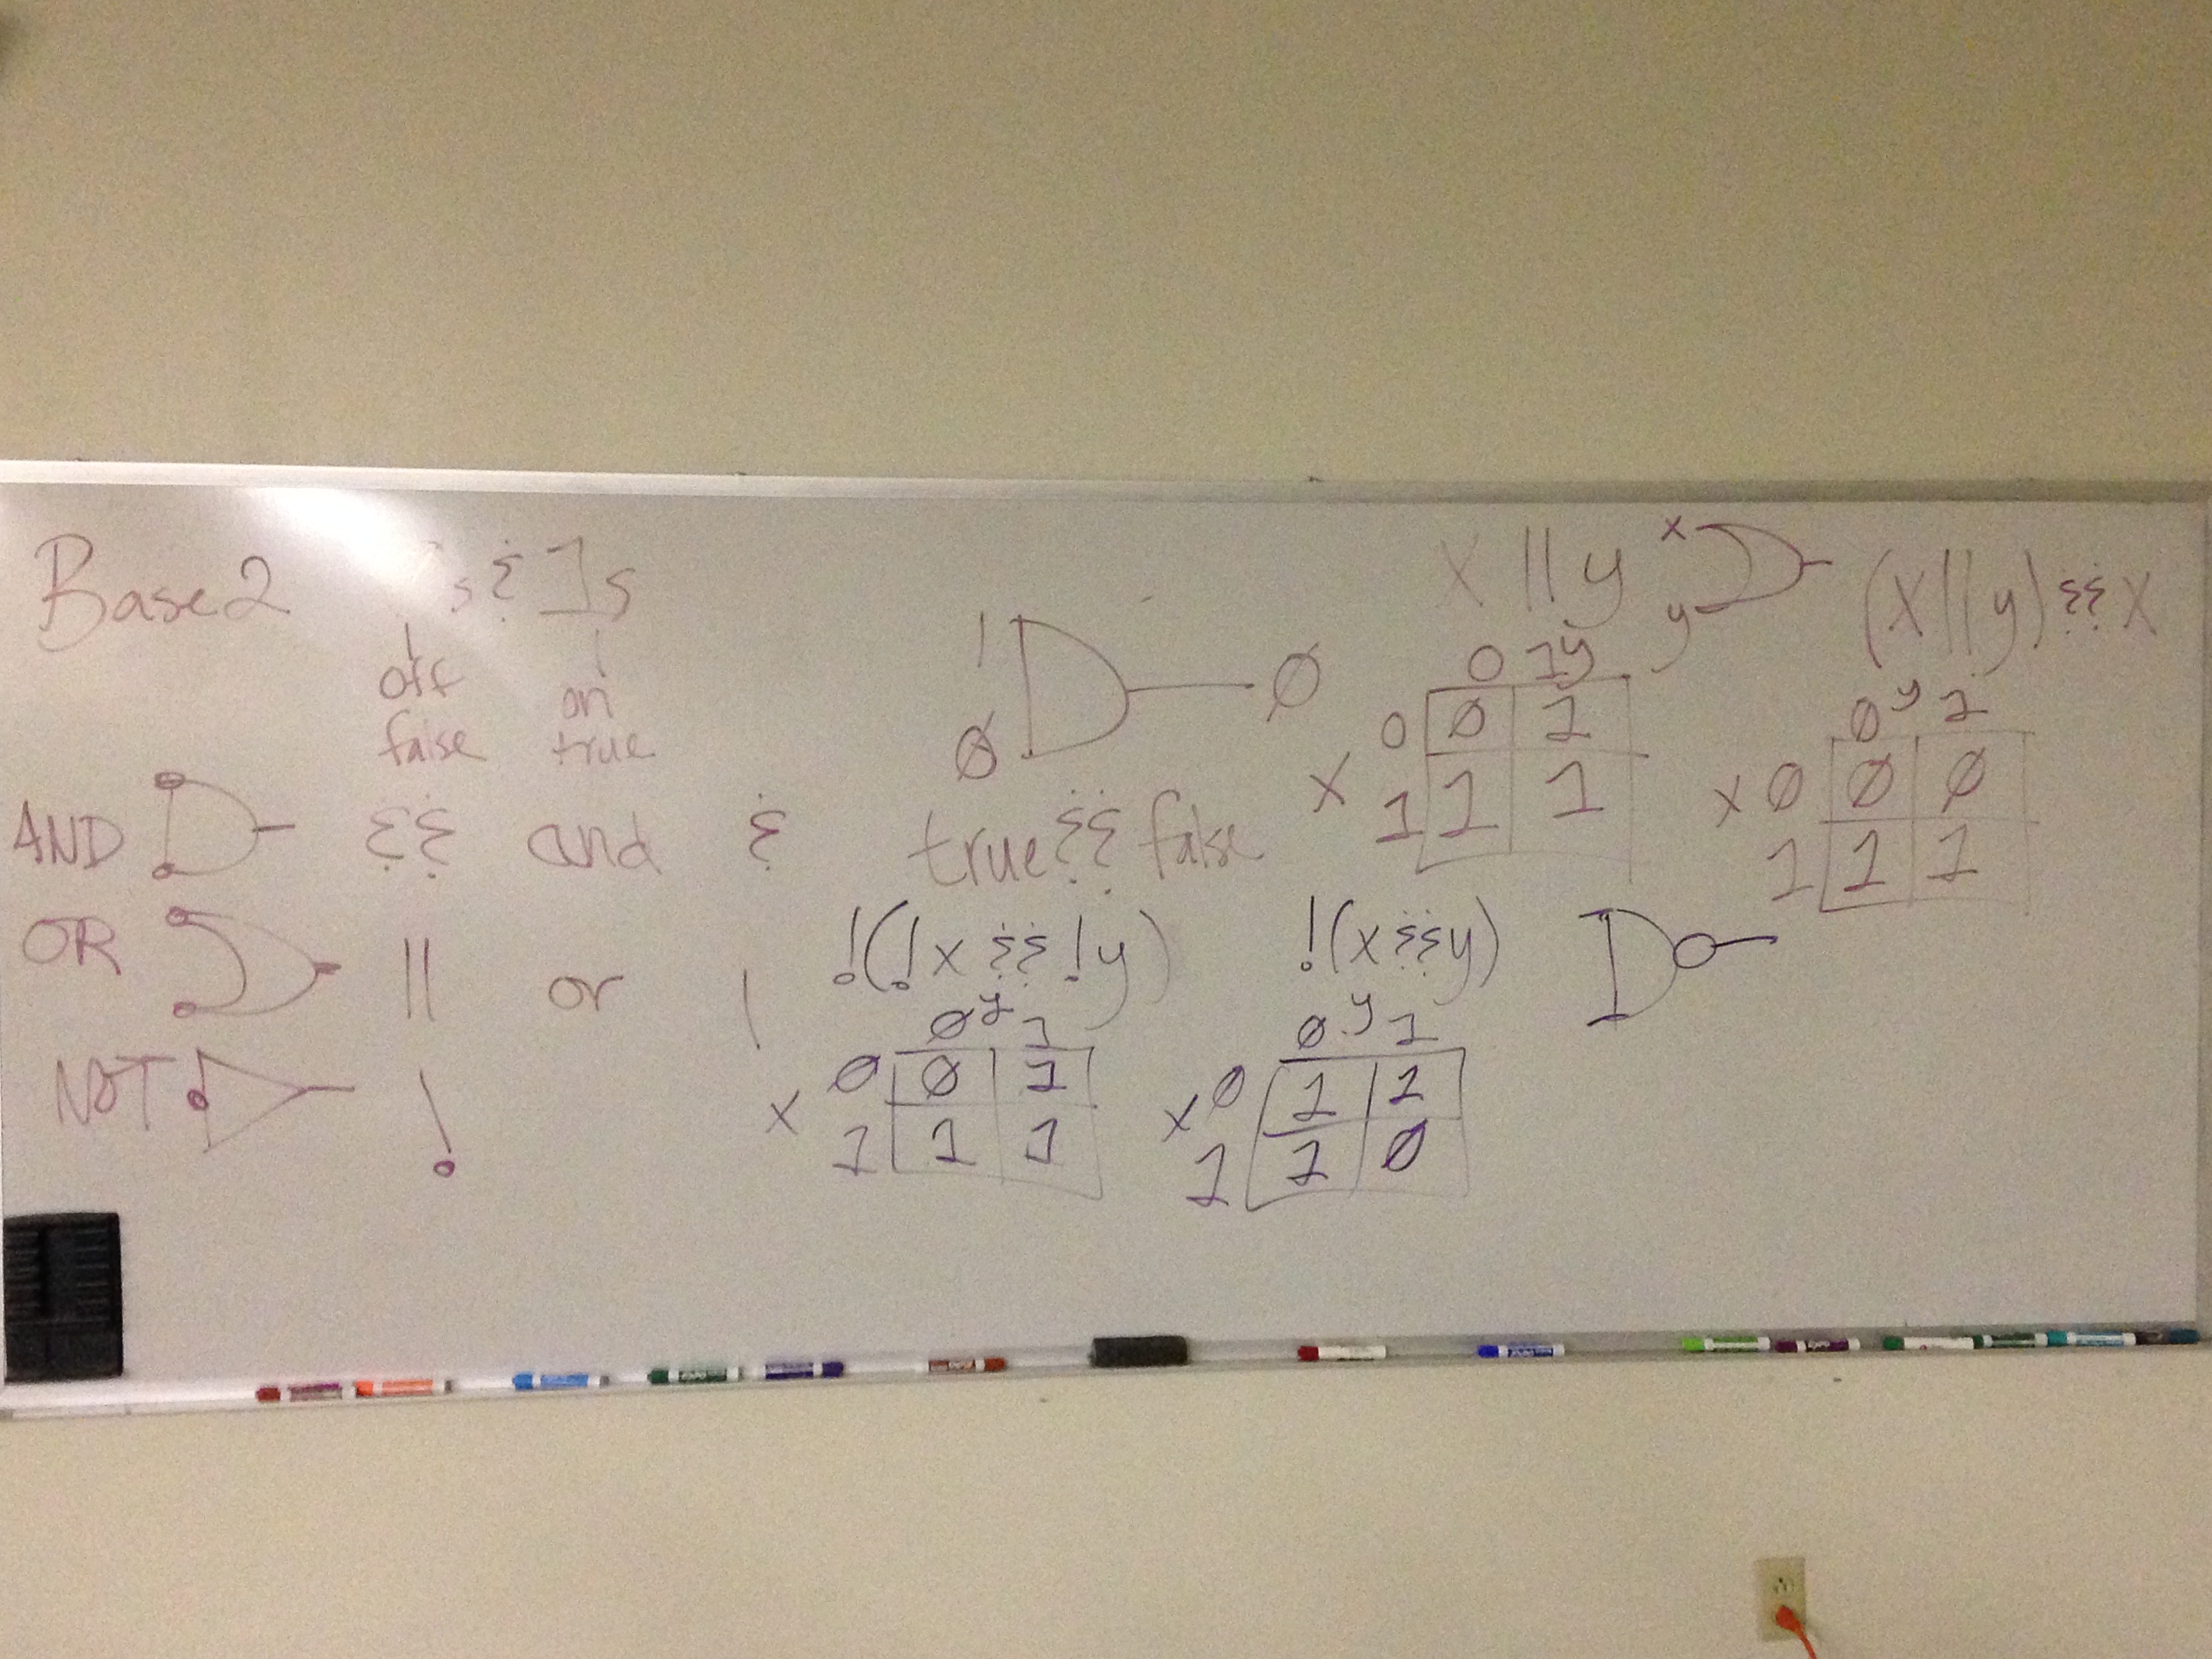 Base2 s & 1s
off on
false true
AND && and &
OR || or |
NOT !
1
Ø Ø
true && false
x || y x
y
0 1 y
0 Ø 1
x 1 1 1
(x || y) && x
Ø y 1
x Ø Ø Ø
1 1 1
!(!x && !y)
Ø y 1
Ø Ø 1
x 1 1 1
!(x && y)
Ø y 1
x Ø 1 1
1 1 Ø